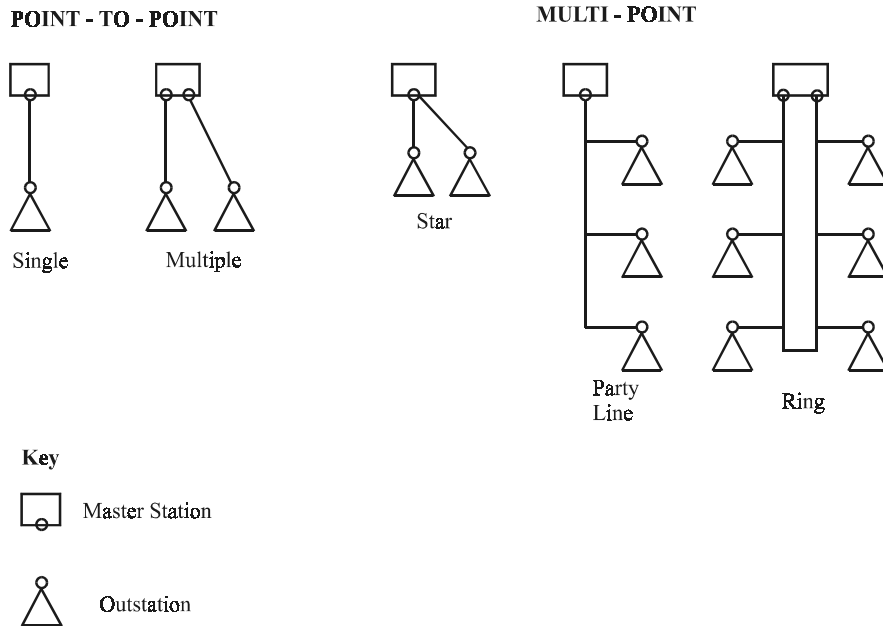 POINT - TO - POINT
MULTI - POINT
Single
Multiple
Star
Party
Line
Ring
Key
Master Station
Outstation